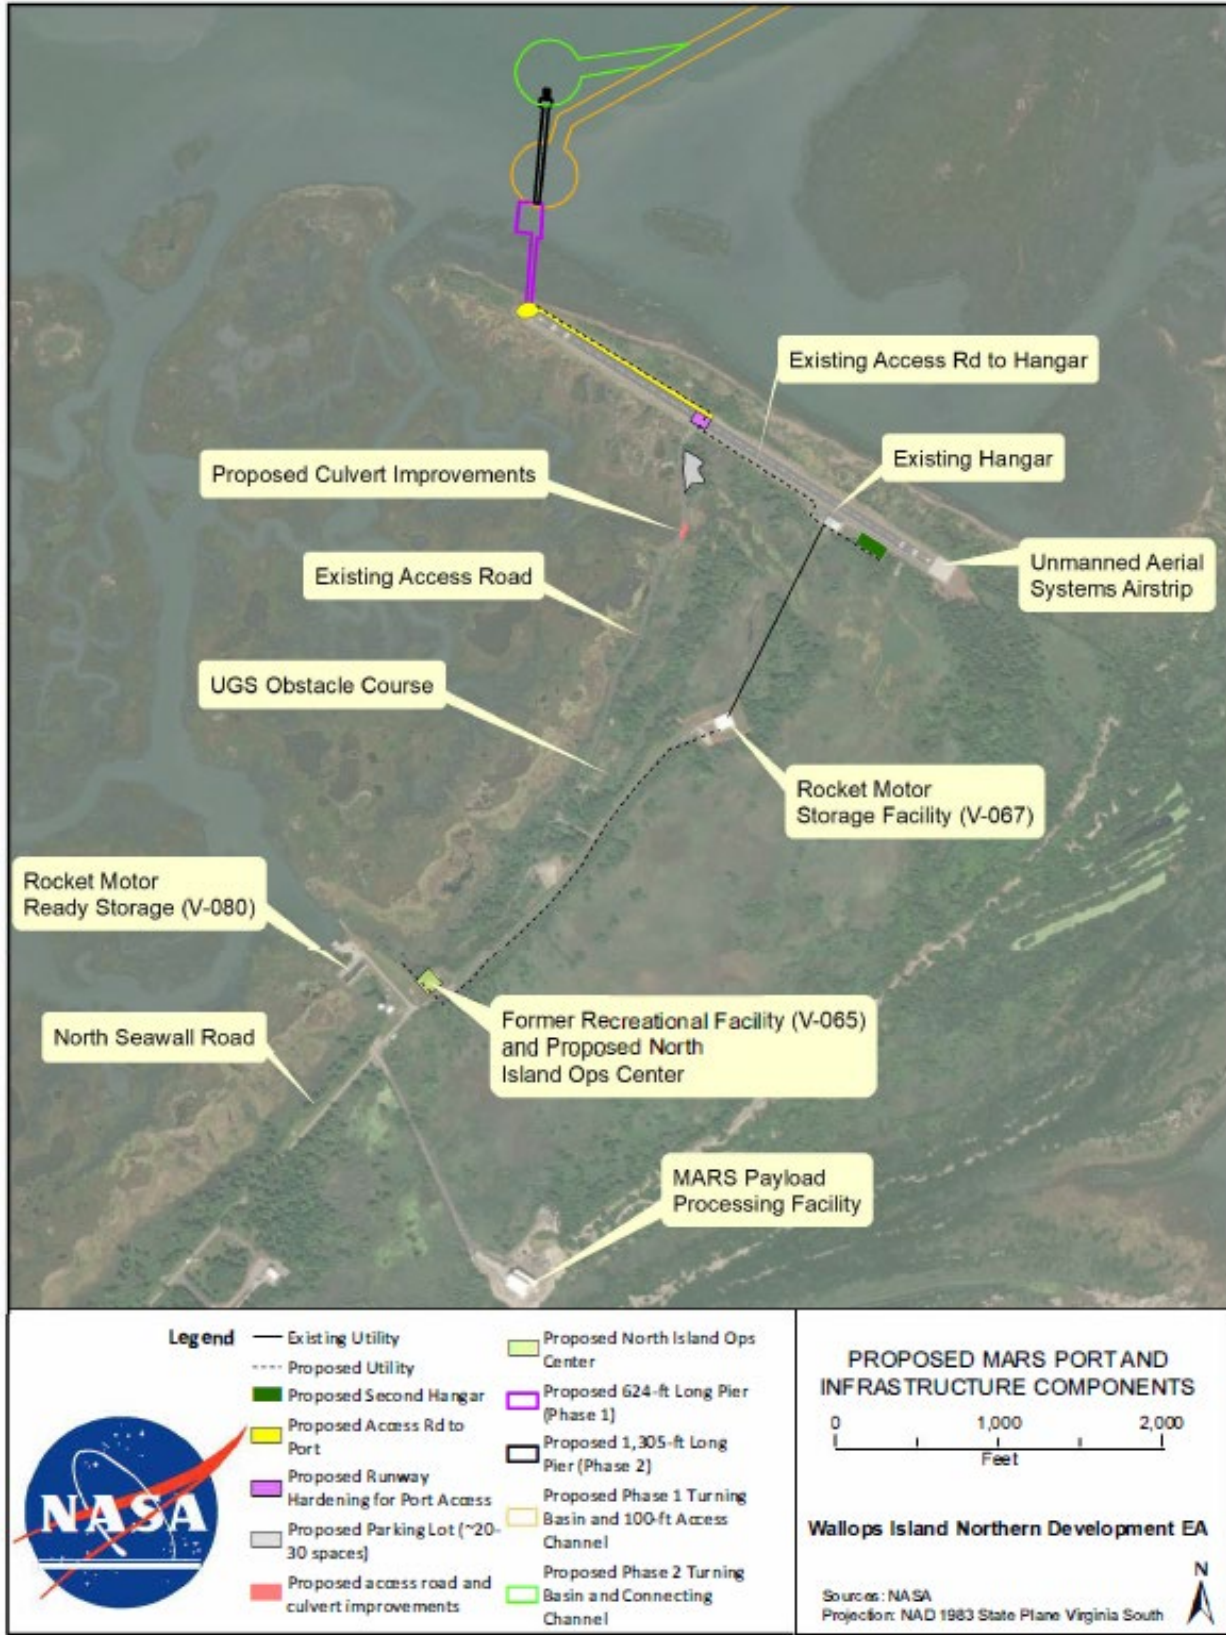 Existing Access Rd to Hangar
Existing Hangar
Proposed Culvert Improvements
Unmanned Aerial
Systems Airstrip
Existing Access Road
UGS Obstacle Course
Rocket Motor
Storage Facility (V-067)
Rocket Motor
Ready Storage (V-080)
Former Recreational Facility (V-065)
and Proposed North
Island Ops Center
North Seawall Road
MARS Payload
Processing Facility
Legend
Existing Utility
Proposed Utility
Proposed Second Hangar
Proposed Access Rd to
Port
Proposed Runway
Hardening for Port Access
Proposed Parking Lot (~20-
30 spaces)
Proposed access road and
culvert improvements
Proposed North Island Ops
Center
Proposed 624-ft Long Pier
(Phase 1)
Proposed 1,305-ft Long
Pier (Phase 2)
Proposed Phase 1 Turning
Basin and 100-ft Access
Channel
Proposed Phase 2 Turning
Basin and Connecting
Channel
NASA
PROPOSED MARS PORT AND
INFRASTRUCTURE COMPONENTS
0 1,000 2,000
Feet
Wallops Island Northern Development EA
Sources: NASA
Projection: NAD 1983 State Plane Virginia South
N